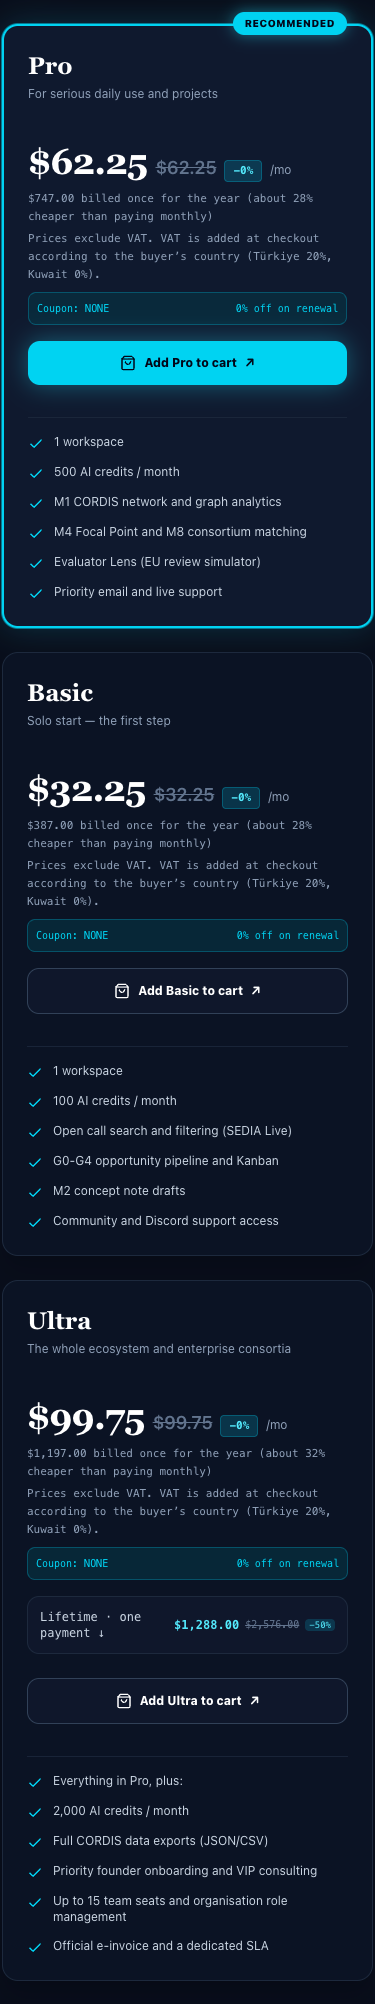 RECOMMENDED
Pro
For serious daily use and projects
$62.25 $62.25 −0% /mo
$747.00 billed once for the year (about 28%
cheaper than paying monthly)
Prices exclude VAT. VAT is added at checkout
according to the buyer’s country (Türkiye 20%,
Kuwait 0%).
Coupon: NONE 0% off on renewal
Add Pro to cart ↗
1 workspace
500 AI credits / month
M1 CORDIS network and graph analytics
M4 Focal Point and M8 consortium matching
Evaluator Lens (EU review simulator)
Priority email and live support
Basic
Solo start — the first step
$32.25 $32.25 −0% /mo
$387.00 billed once for the year (about 28%
cheaper than paying monthly)
Prices exclude VAT. VAT is added at checkout
according to the buyer’s country (Türkiye 20%,
Kuwait 0%).
Coupon: NONE 0% off on renewal
Add Basic to cart ↗
1 workspace
100 AI credits / month
Open call search and filtering (SEDIA Live)
G0-G4 opportunity pipeline and Kanban
M2 concept note drafts
Community and Discord support access
Ultra
The whole ecosystem and enterprise consortia
$99.75 $99.75 −0% /mo
$1,197.00 billed once for the year (about 32%
cheaper than paying monthly)
Prices exclude VAT. VAT is added at checkout
according to the buyer’s country (Türkiye 20%,
Kuwait 0%).
Coupon: NONE 0% off on renewal
Lifetime · one
payment ↓ $1,288.00 $2,576.00 −50%
Add Ultra to cart ↗
Everything in Pro, plus:
2,000 AI credits / month
Full CORDIS data exports (JSON/CSV)
Priority founder onboarding and VIP consulting
Up to 15 team seats and organisation role
management
Official e-invoice and a dedicated SLA